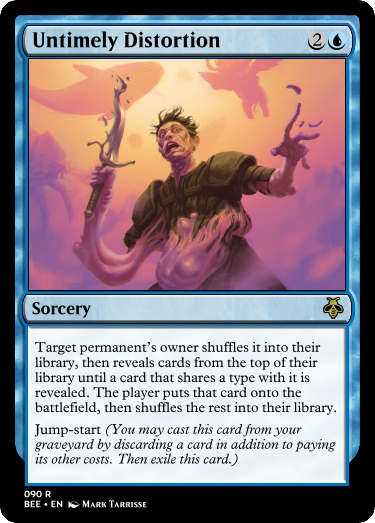 Untimely Distortion 2
Sorcery
Target permanent's owner shuffles it into their
library, then reveals cards from the top of their
library until a card that shares a type with it is
revealed. The player puts that card onto the
battlefield, then shuffles the rest into their library.
Jump-start (You may cast this card from your
graveyard by discarding a card in addition to paying
its other costs. Then exile this card.)
090 R
BEE • EN Mark Tarrisse